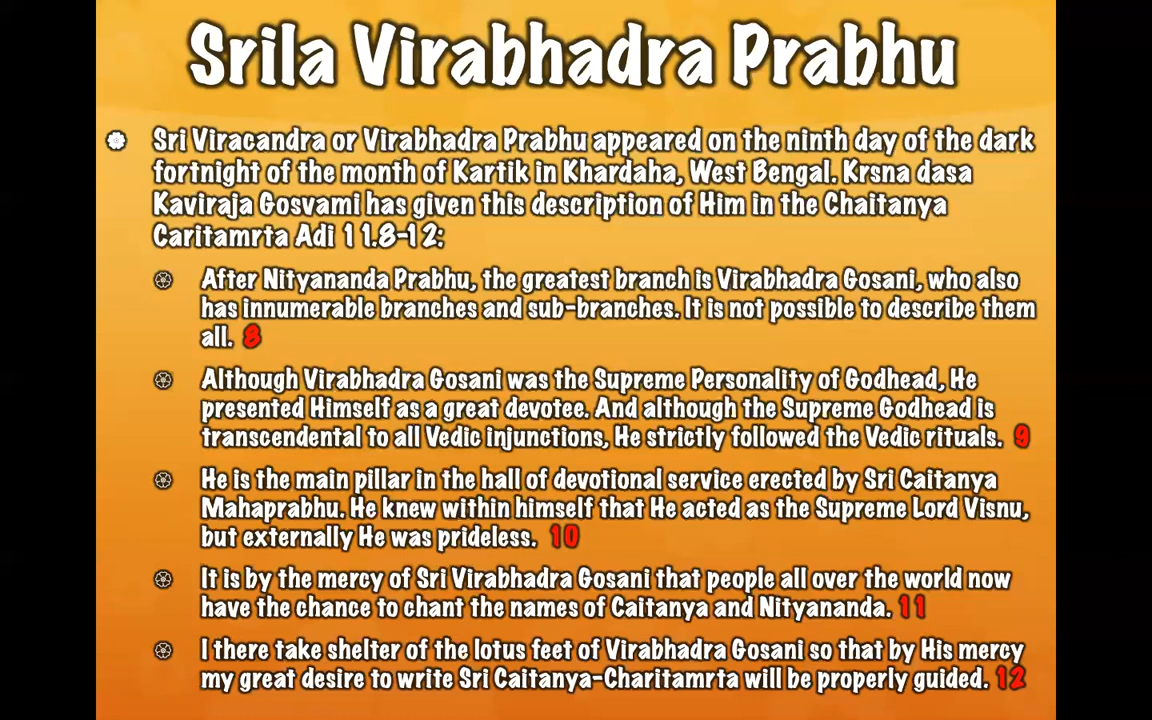 Srila Virabhadra Prabhu
Sri Viracandra or Virabhadra Prabhu appeared on the ninth day of the dark
fortnight of the month of Kartik in Khardaha, West Bengal. Krsna dasa
Kaviraja Gosvami has given this description of Him in the Chaitanya
Caritamrta Adi 11.8-12:
After Nityananda Prabhu, the greatest branch is Virabhadra Gosani, who also
has innumerable branches and sub-branches. It is not possible to describe them
all. 8
Although Virabhadra Gosani was the Supreme Personality of Godhead, He
presented Himself as a great devotee. And although the Supreme Godhead is
transcendental to all Vedic injunctions, He strictly followed the Vedic rituals. 9
He is the main pillar in the hall of devotional service erected by Sri Caitanya
Mahaprabhu. He knew within himself that He acted as the Supreme Lord Visnu,
but externally He was prideless. 10
It is by the mercy of Sri Virabhadra Gosani that people all over the world now
have the chance to chant the names of Caitanya and Nityananda. 11
I there take shelter of the lotus feet of Virabhadra Gosani so that by His mercy
my great desire to write Sri Caitanya-Charitamrta will be properly guided. 12